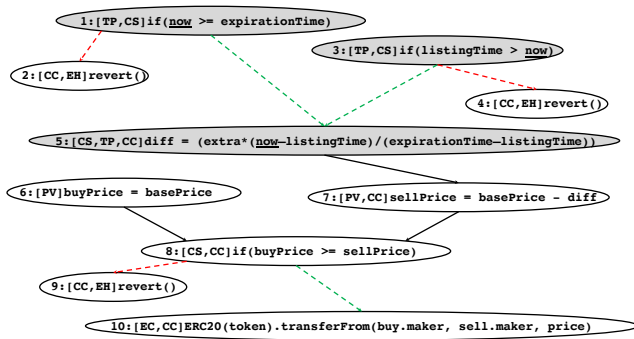 1:[TP,CS]if(now >= expirationTime)
3:[TP,CS]if(listingTime > now)
2:[CC,EH]revert()
4:[CC,EH]revert()
5:[CS,TP,CC]diff = (extra*(now—listingTime)/(expirationTime—listingTime))
6:[PV]buyPrice = basePrice
7:[PV,CC]sellPrice = basePrice - diff
8:[CS,CC]if(buyPrice >= sellPrice)
9:[CC,EH]revert()
10:[EC,CC]ERC20(token).transferFrom(buy.maker, sell.maker, price)